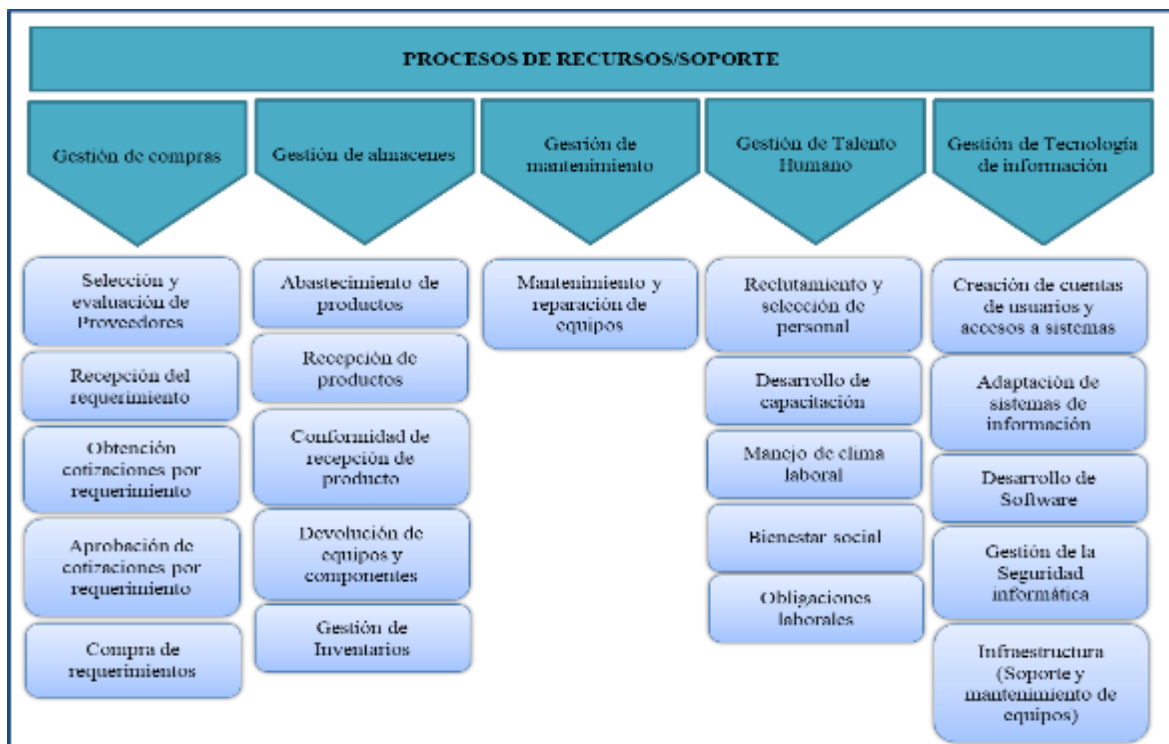 PROCESOS DE RECURSOS/SOPORTE
Gestión de compras
Gestión de almacenes
Gestión de
mantenimiento
Gestión de Talento
Humano
Gestión de Tecnología
de información
Selección y
evaluación de
Proveedores
Recepción del
requerimiento
Obtención
cotizaciones por
requerimiento
Aprobación de
cotizaciones por
requerimiento
Compra de
requerimientos
Abastecimiento de
productos
Recepción de
productos
Conformidad de
recepción de
producto
Devolución de
equipos y
componentes
Gestión de
Inventarios
Mantenimiento y
reparación de
equipos
Reclutamiento y
selección de
personal
Desarrollo de
capacitación
Manejo de clima
laboral
Bienestar social
Obligaciones
laborales
Creación de cuentas
de usuarios y
accesos a sistemas
Adaptación de
sistemas de
información
Desarrollo de
Software
Gestión de la
Seguridad
informática
Infraestructura
(Soporte y
mantenimiento de
equipos)